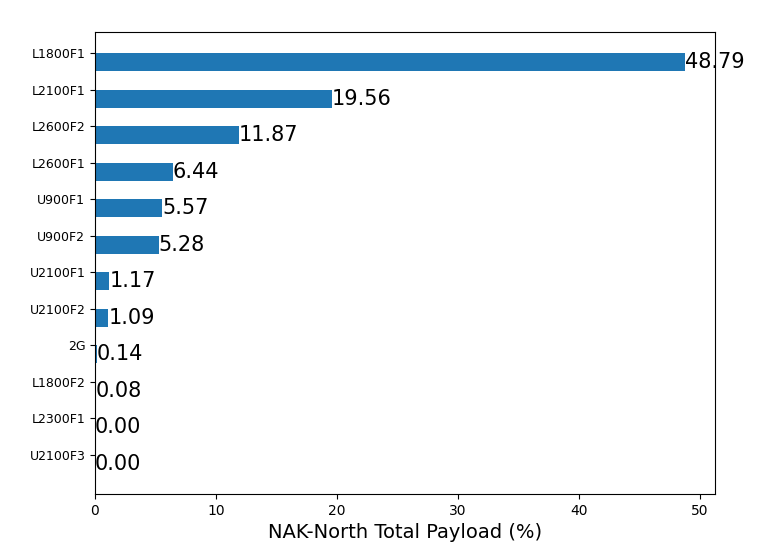 L1800F1 48.79
L2100F1 19.56
L2600F2 11.87
L2600F1 6.44
U900F1 5.57
U900F2 5.28
U2100F1 1.17
U2100F2 1.09
2G 0.14
L1800F2 0.08
L2300F1 0.00
U2100F3 0.00
0 10 20 30 40 50
NAK-North Total Payload (%)